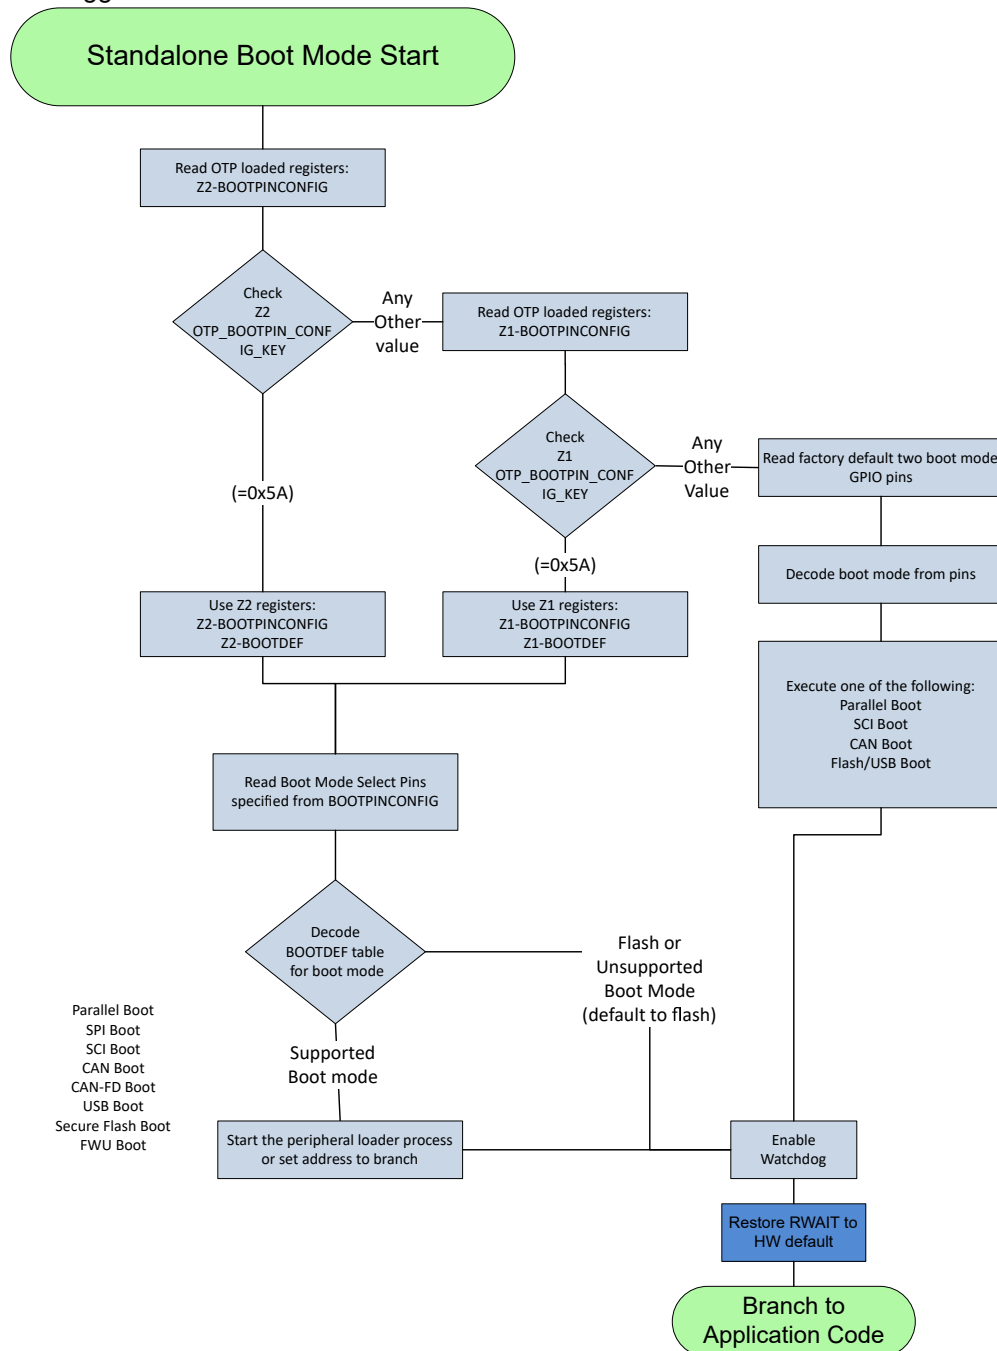 Standalone Boot Mode Start
Read OTP loaded registers:
Z2-BOOTPINCONFIG
Check
Z2
OTP_BOOTPIN_CONF
IG_KEY
Any
Other
value
Read OTP loaded registers:
Z1-BOOTPINCONFIG
Check
Z1
OTP_BOOTPIN_CONF
IG_KEY
Any
Other
Value
Read factory default two boot mode
GPIO pins
(=0x5A)
(=0x5A)
Decode boot mode from pins
Use Z2 registers:
Z2-BOOTPINCONFIG
Z2-BOOTDEF
Use Z1 registers:
Z1-BOOTPINCONFIG
Z1-BOOTDEF
Execute one of the following:
Parallel Boot
SCI Boot
CAN Boot
Flash/USB Boot
Read Boot Mode Select Pins
specified from BOOTPINCONFIG
Decode
BOOTDEF table
for boot mode
Flash or
Unsupported
Boot Mode
(default to flash)
Parallel Boot
SPI Boot
SCI Boot
CAN Boot
CAN-FD Boot
USB Boot
Secure Flash Boot
FWU Boot
Supported
Boot mode
Start the peripheral loader process
or set address to branch
Enable
Watchdog
Restore RWAIT to
HW default
Branch to
Application Code